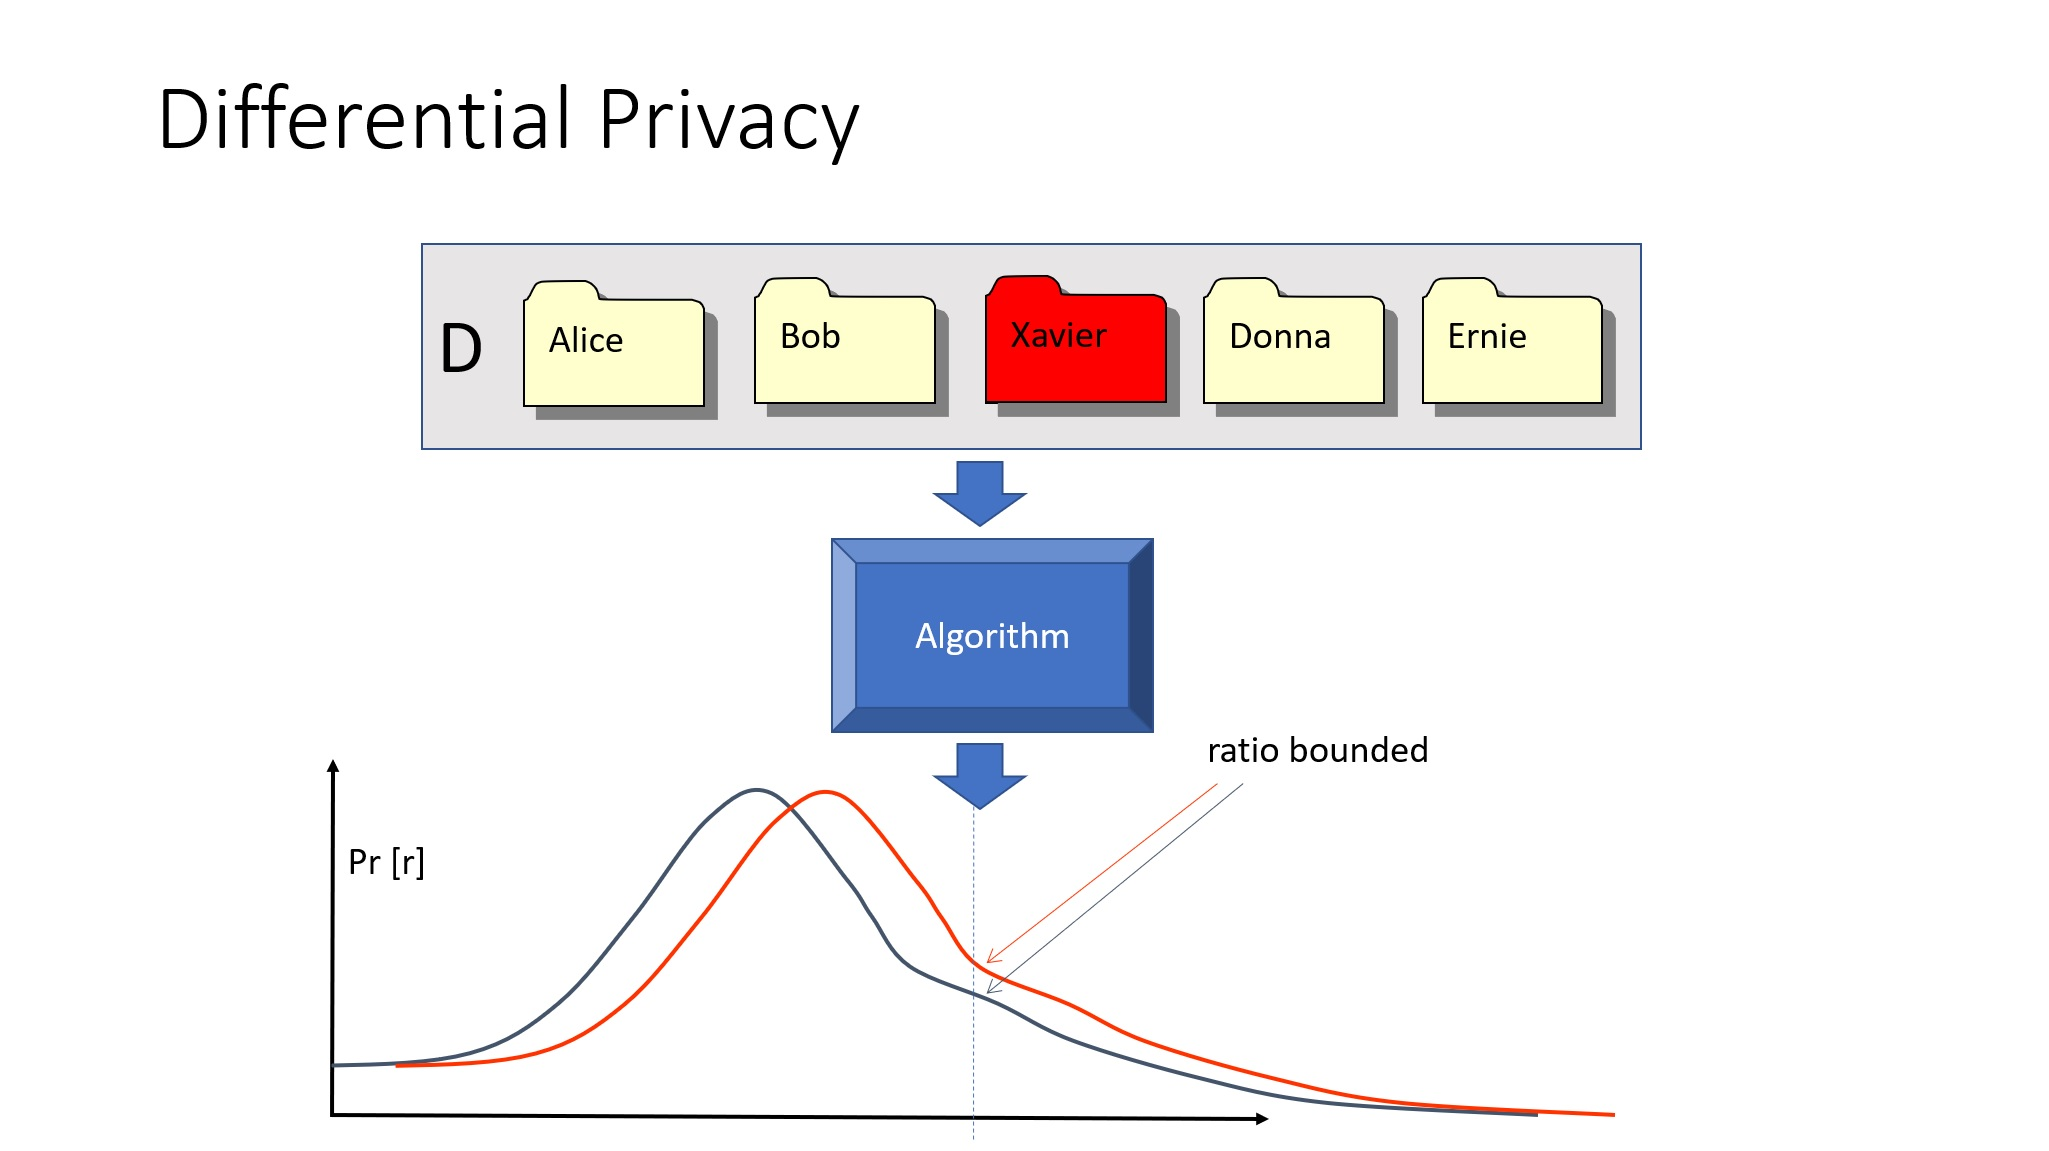 Differential Privacy
D
Alice
Bob
Xavier
Donna
Ernie
Algorithm
ratio bounded
Pr [r]